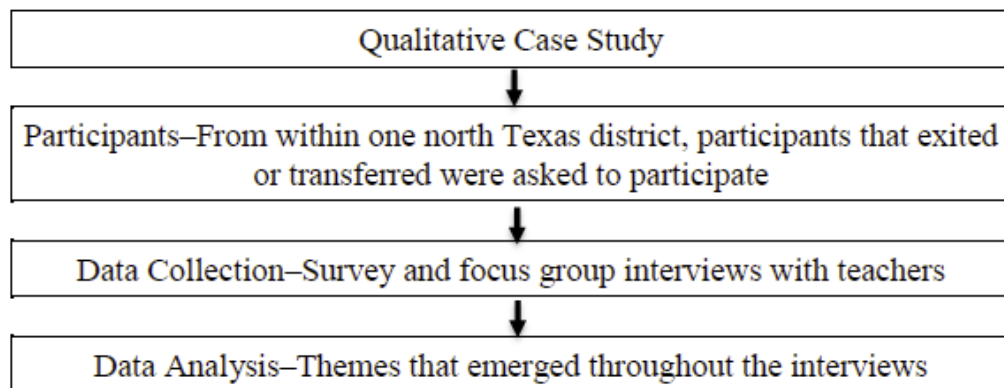 Qualitative Case Study
Participants–From within one north Texas district, participants that exited
or transferred were asked to participate
Data Collection–Survey and focus group interviews with teachers
Data Analysis–Themes that emerged throughout the interviews